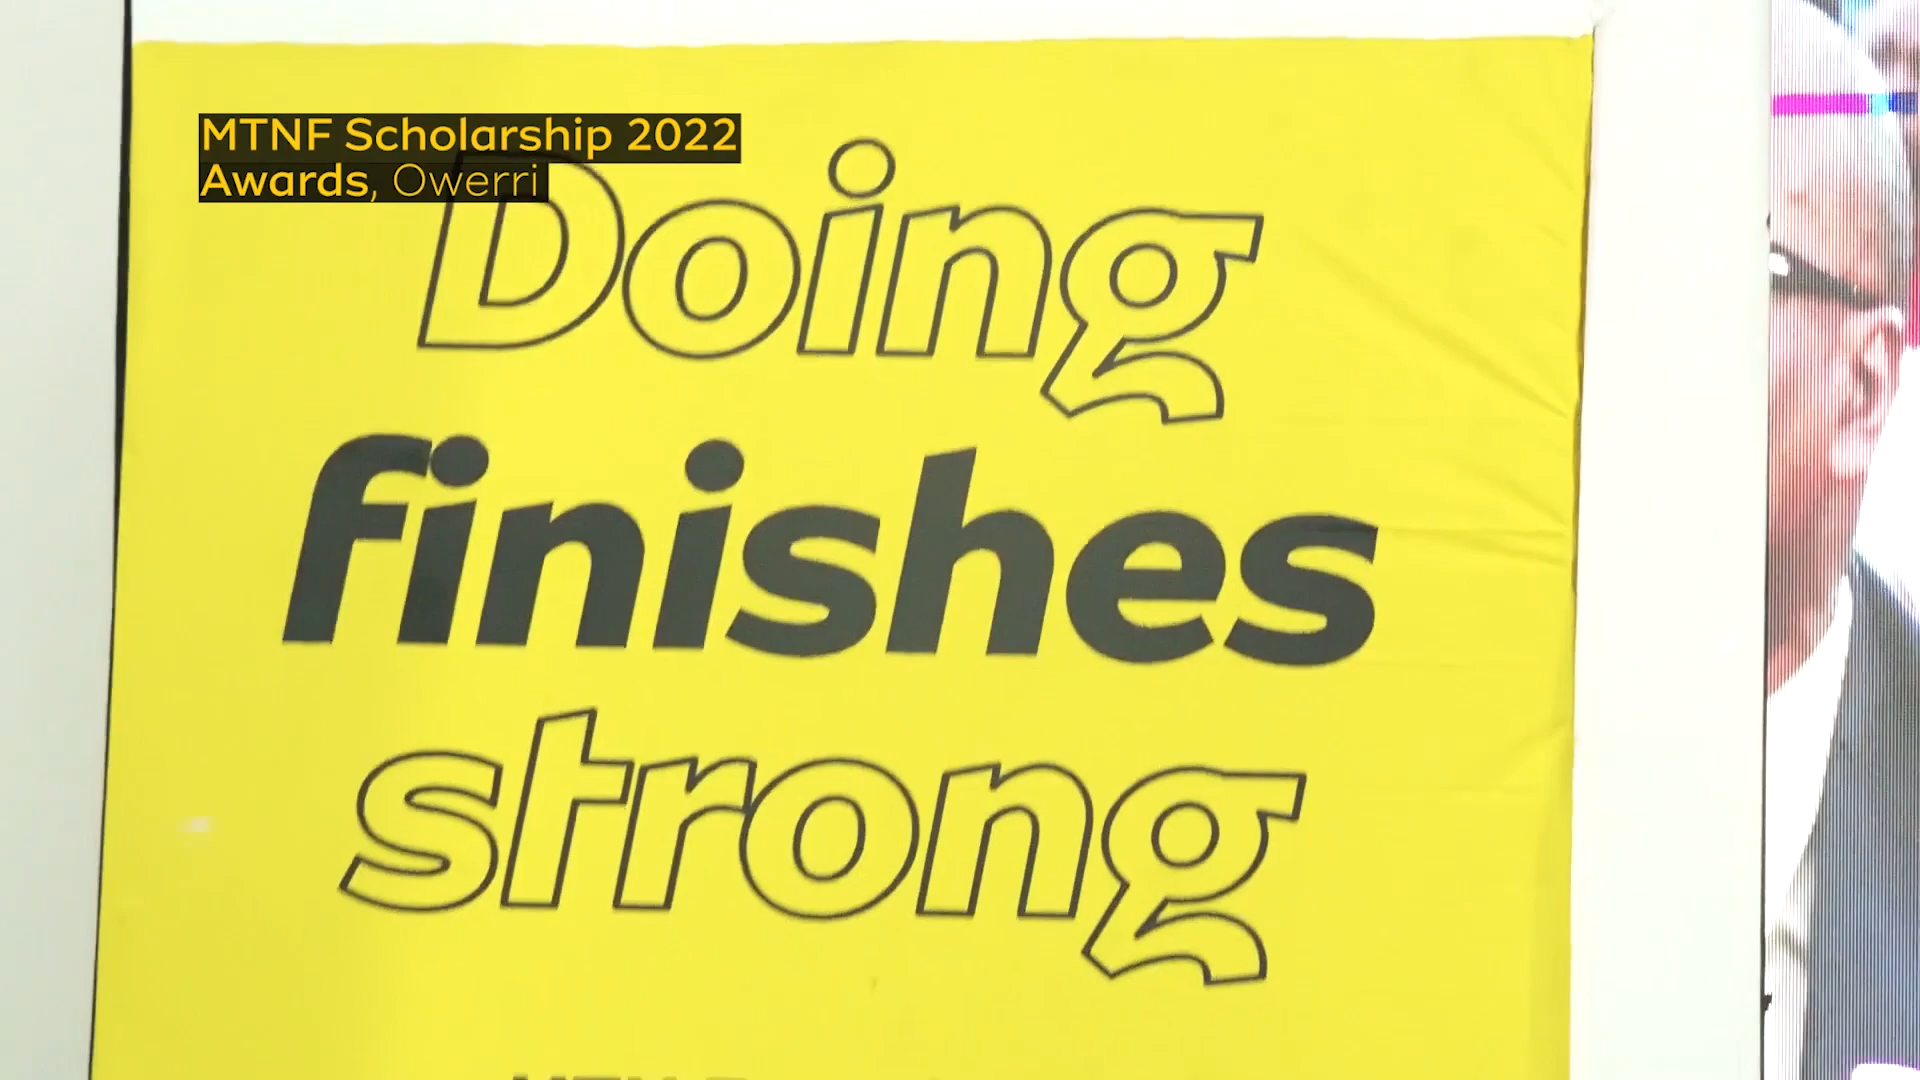 MTNF Scholarship 2022
Awards, Owerri
Doing
finishes
strong